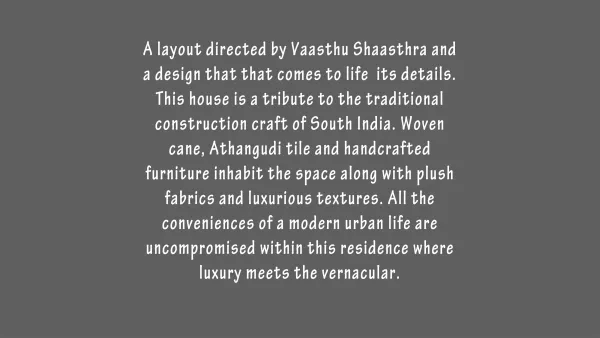 A layout directed by Vaasthu Shaasthra and
a design that that comes to life  its details.
This house is a tribute to the traditional
construction craft of South India. Woven
cane, Athangudi tile and handcrafted
furniture inhabit the space along with plush
fabrics and luxurious textures. All the
conveniences of a modern urban life are
uncompromised within this residence where
luxury meets the vernacular.